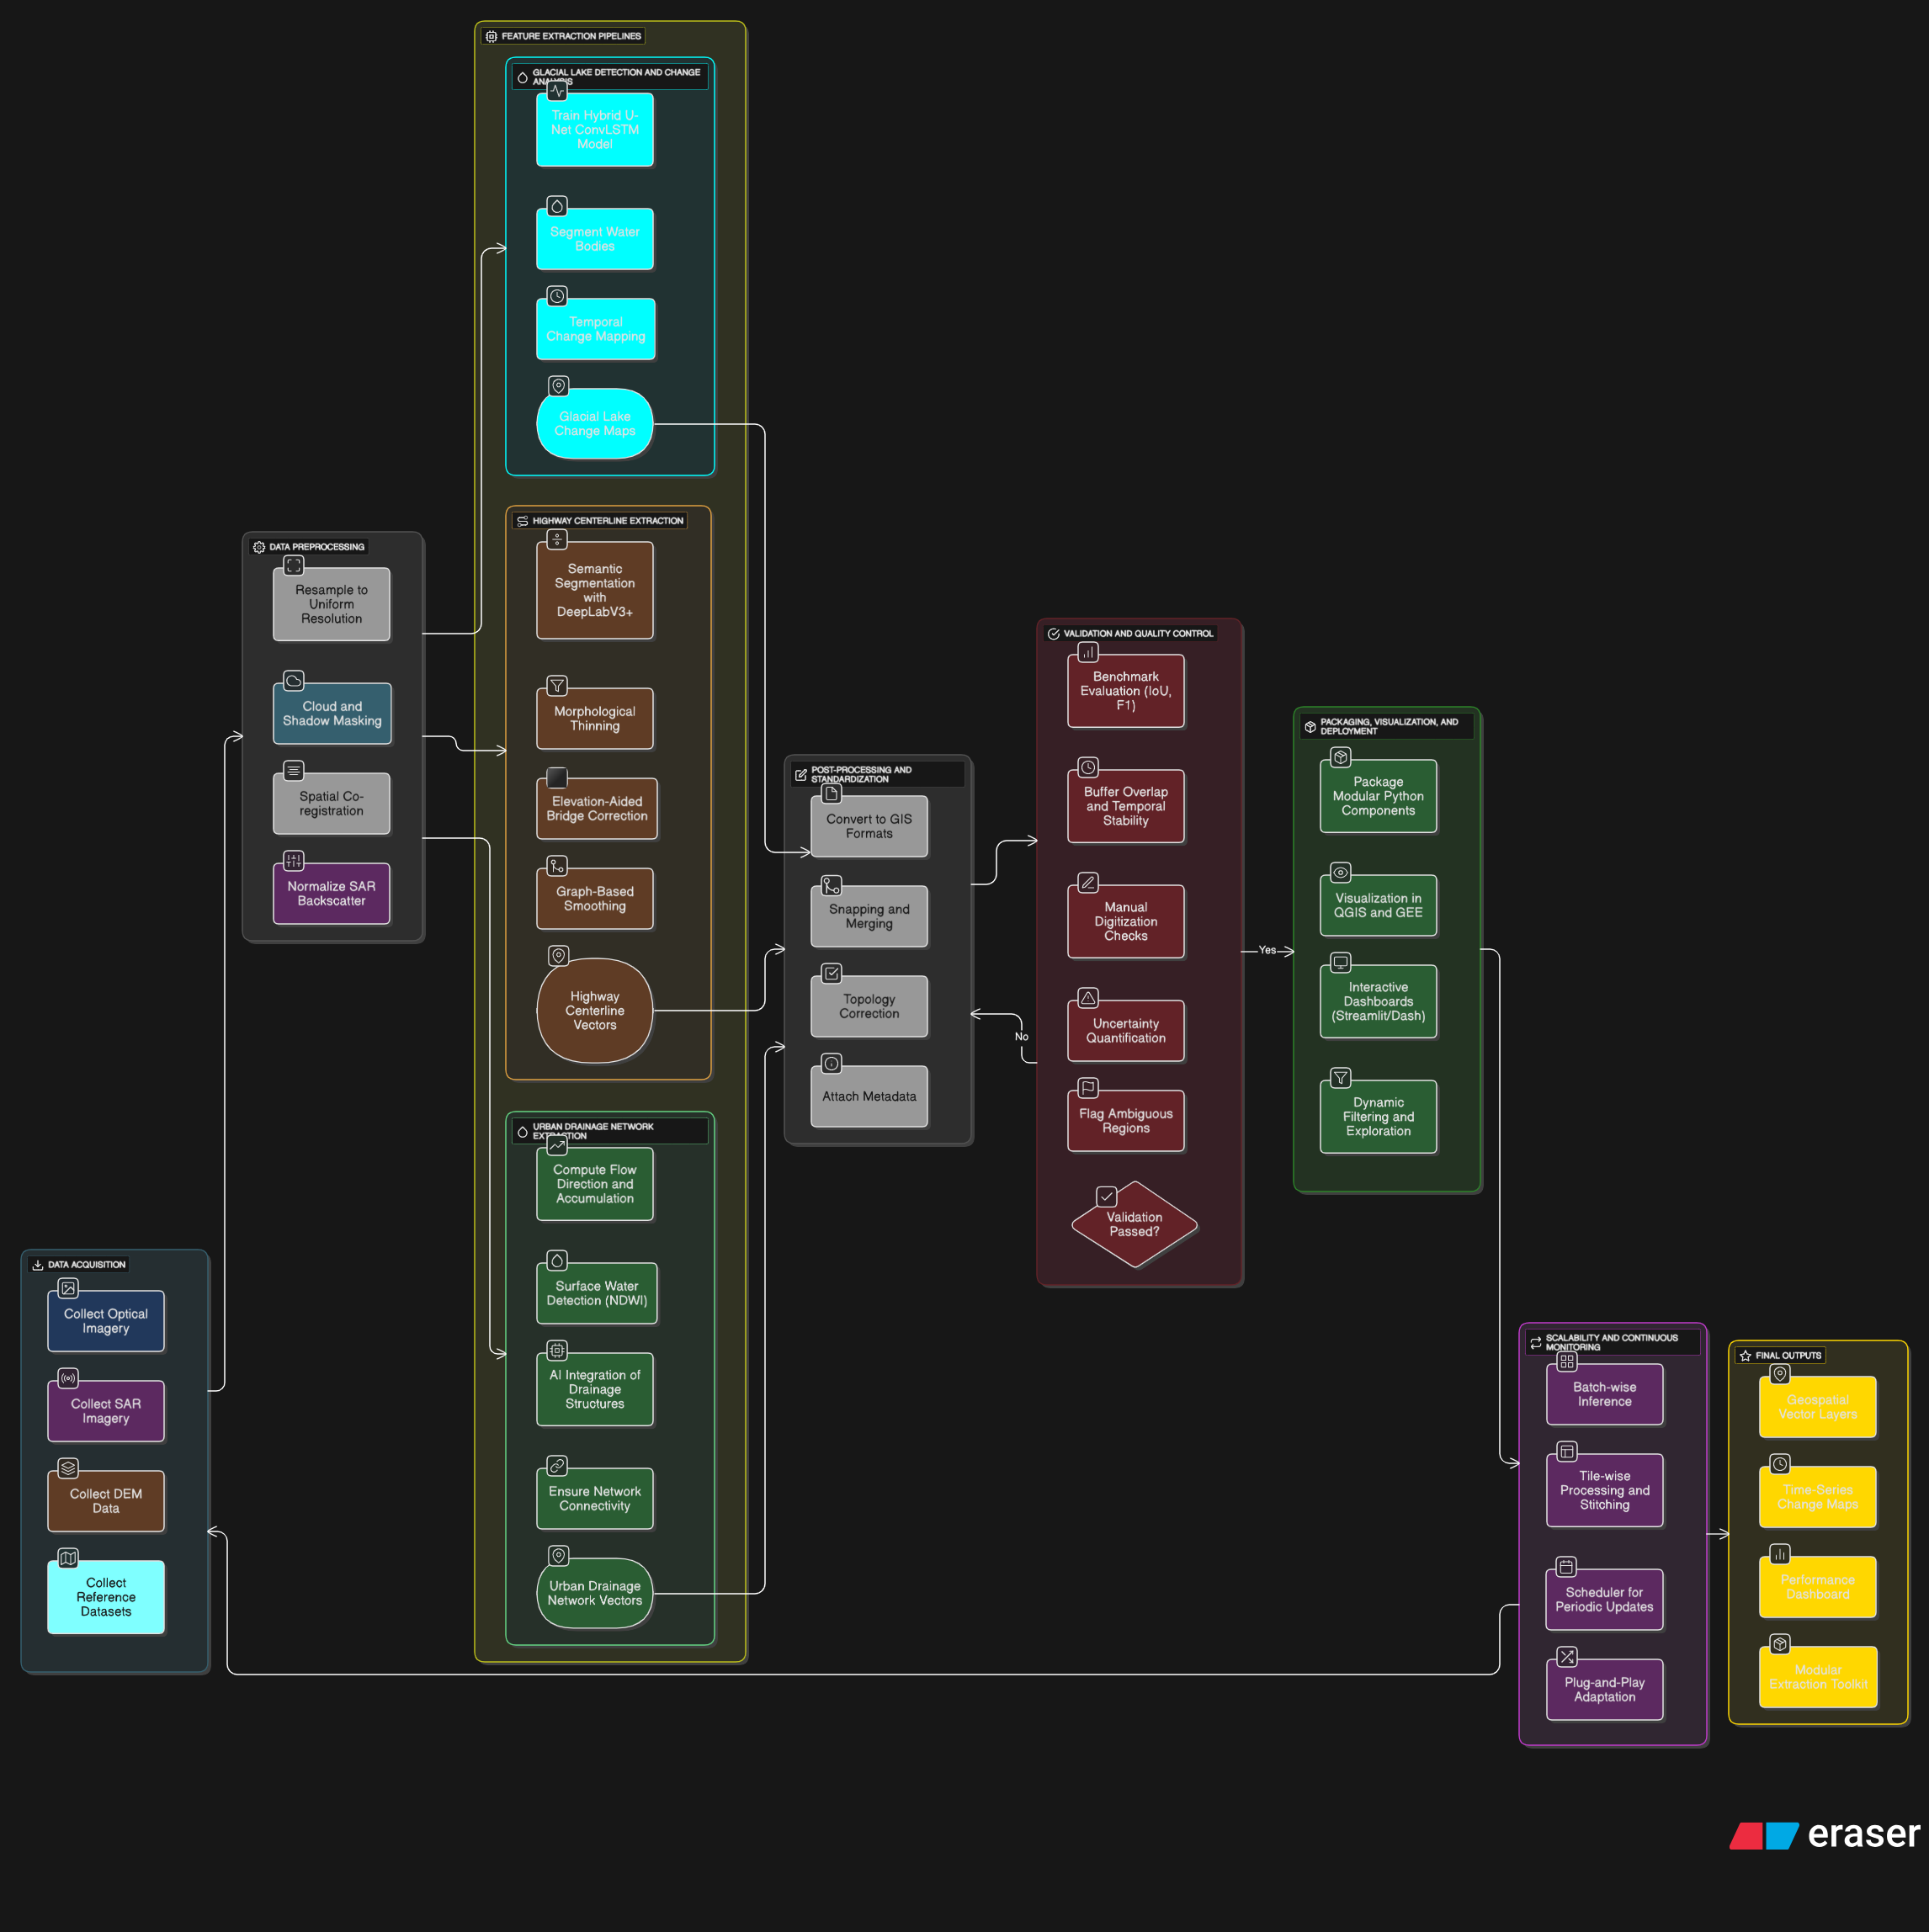 FEATURE EXTRACTION PIPELINES
GLACIAL LAKE DETECTION AND CHANGE
ANALYSIS
Train Hybrid U-
Net ConvLSTM
Model
Segment Water
Bodies
Temporal
Change Mapping
Glacial Lake
Change Maps
HIGHWAY CENTERLINE EXTRACTION
Semantic
Segmentation
with
DeepLabV3+
Morphological
Thinning
Elevation-Aided
Bridge Correction
Graph-Based
Smoothing
Highway
Centerline
Vectors
URBAN DRAINAGE NETWORK
EXTRACTION
Compute Flow
Direction and
Accumulation
Surface Water
Detection (NDWI)
AI Integration of
Drainage
Structures
Ensure Network
Connectivity
Urban Drainage
Network Vectors
DATA PREPROCESSING
Resample to
Uniform
Resolution
Cloud and
Shadow Masking
Spatial Co-
registration
Normalize SAR
Backscatter
DATA ACQUISITION
Collect Optical
Imagery
Collect SAR
Imagery
Collect DEM
Data
Collect
Reference
Datasets
POST-PROCESSING AND
STANDARDIZATION
Convert to GIS
Formats
Snapping and
Merging
Topology
Correction
Attach Metadata
VALIDATION AND QUALITY CONTROL
Benchmark
Evaluation (IoU,
F1)
Buffer Overlap
and Temporal
Stability
Manual
Digitization
Checks
Uncertainty
Quantification
Flag Ambiguous
Regions
Validation
Passed?
Yes
No
PACKAGING, VISUALIZATION, AND
DEPLOYMENT
Package
Modular Python
Components
Visualization in
QGIS and GEE
Interactive
Dashboards
(Streamlit/Dash)
Dynamic
Filtering and
Exploration
SCALABILITY AND CONTINUOUS
MONITORING
Batch-wise
Inference
Tile-wise
Processing and
Stitching
Scheduler for
Periodic Updates
Plug-and-Play
Adaptation
FINAL OUTPUTS
Geospatial
Vector Layers
Time-Series
Change Maps
Performance
Dashboard
Modular
Extraction Toolkit
eraser